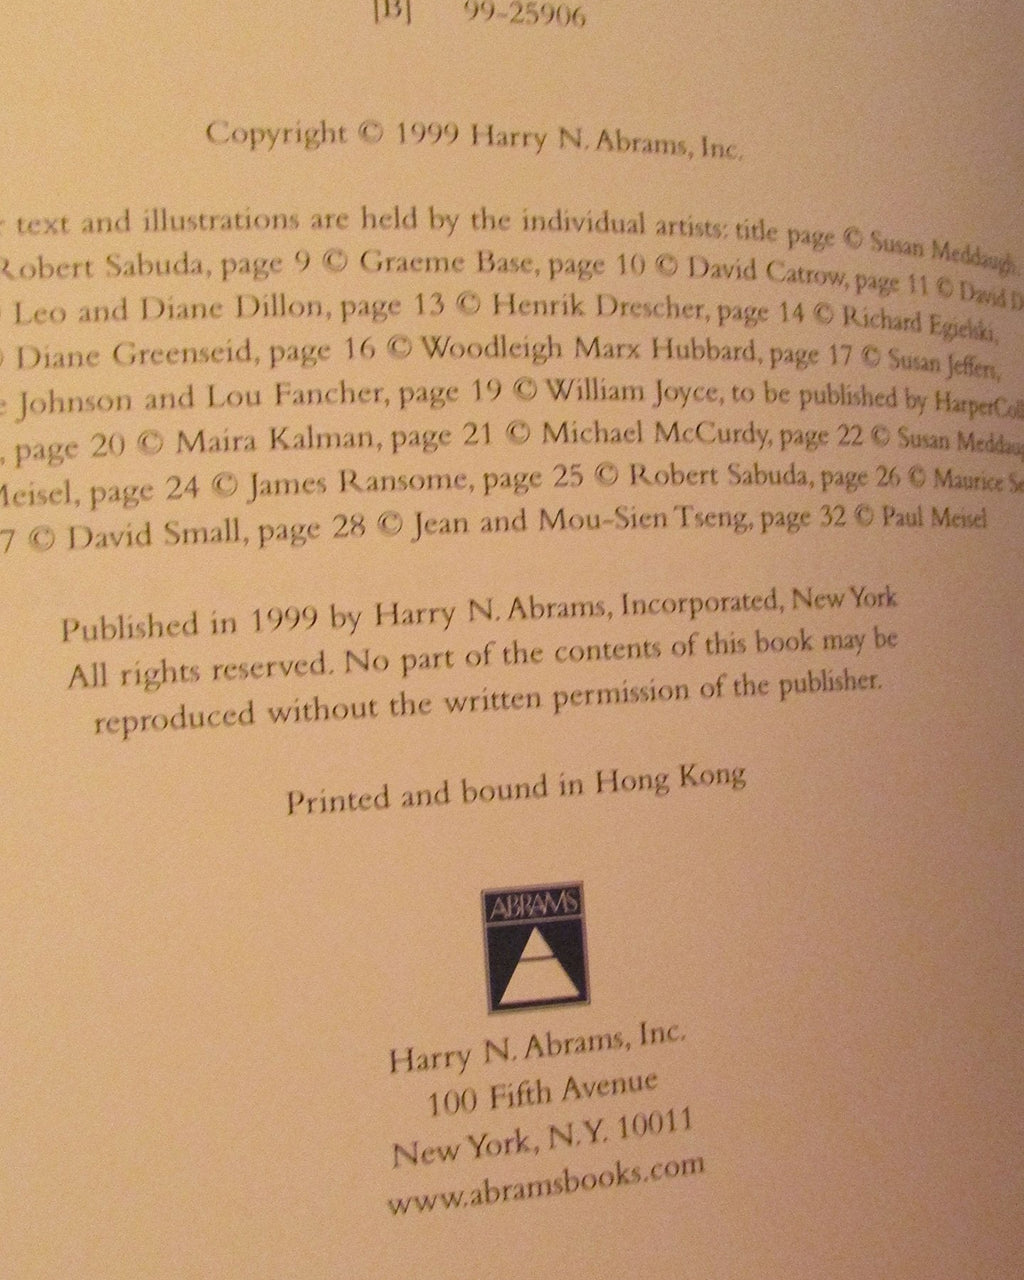 [B] 99-25906
Copyright © 1999 Harry N. Abrams, Inc.
text and illustrations are held by the individual artists: title page © Susan Meddaugh,
Robert Sabuda, page 9 © Graeme Base, page 10 © David Catrow, page 11 © David D
Leo and Diane Dillon, page 13 © Henrik Drescher, page 14 © Richard Egielski,
Diane Greenseid, page 16 © Woodleigh Marx Hubbard, page 17 © Susan Jeffers,
e Johnson and Lou Fancher, page 19 © William Joyce, to be published by HarperColl
, page 20 © Maira Kalman, page 21 © Michael McCurdy, page 22 © Susan Meddaug
Meisel, page 24 © James Ransome, page 25 © Robert Sabuda, page 26 © Maurice Se
7 © David Small, page 28 © Jean and Mou-Sien Tseng, page 32 © Paul Meisel
Published in 1999 by Harry N. Abrams, Incorporated, New York
All rights reserved. No part of the contents of this book may be
reproduced without the written permission of the publisher.
Printed and bound in Hong Kong
ABRAMS
Harry N. Abrams, Inc.
100 Fifth Avenue
New York, N.Y. 10011
www.abramsbooks.com